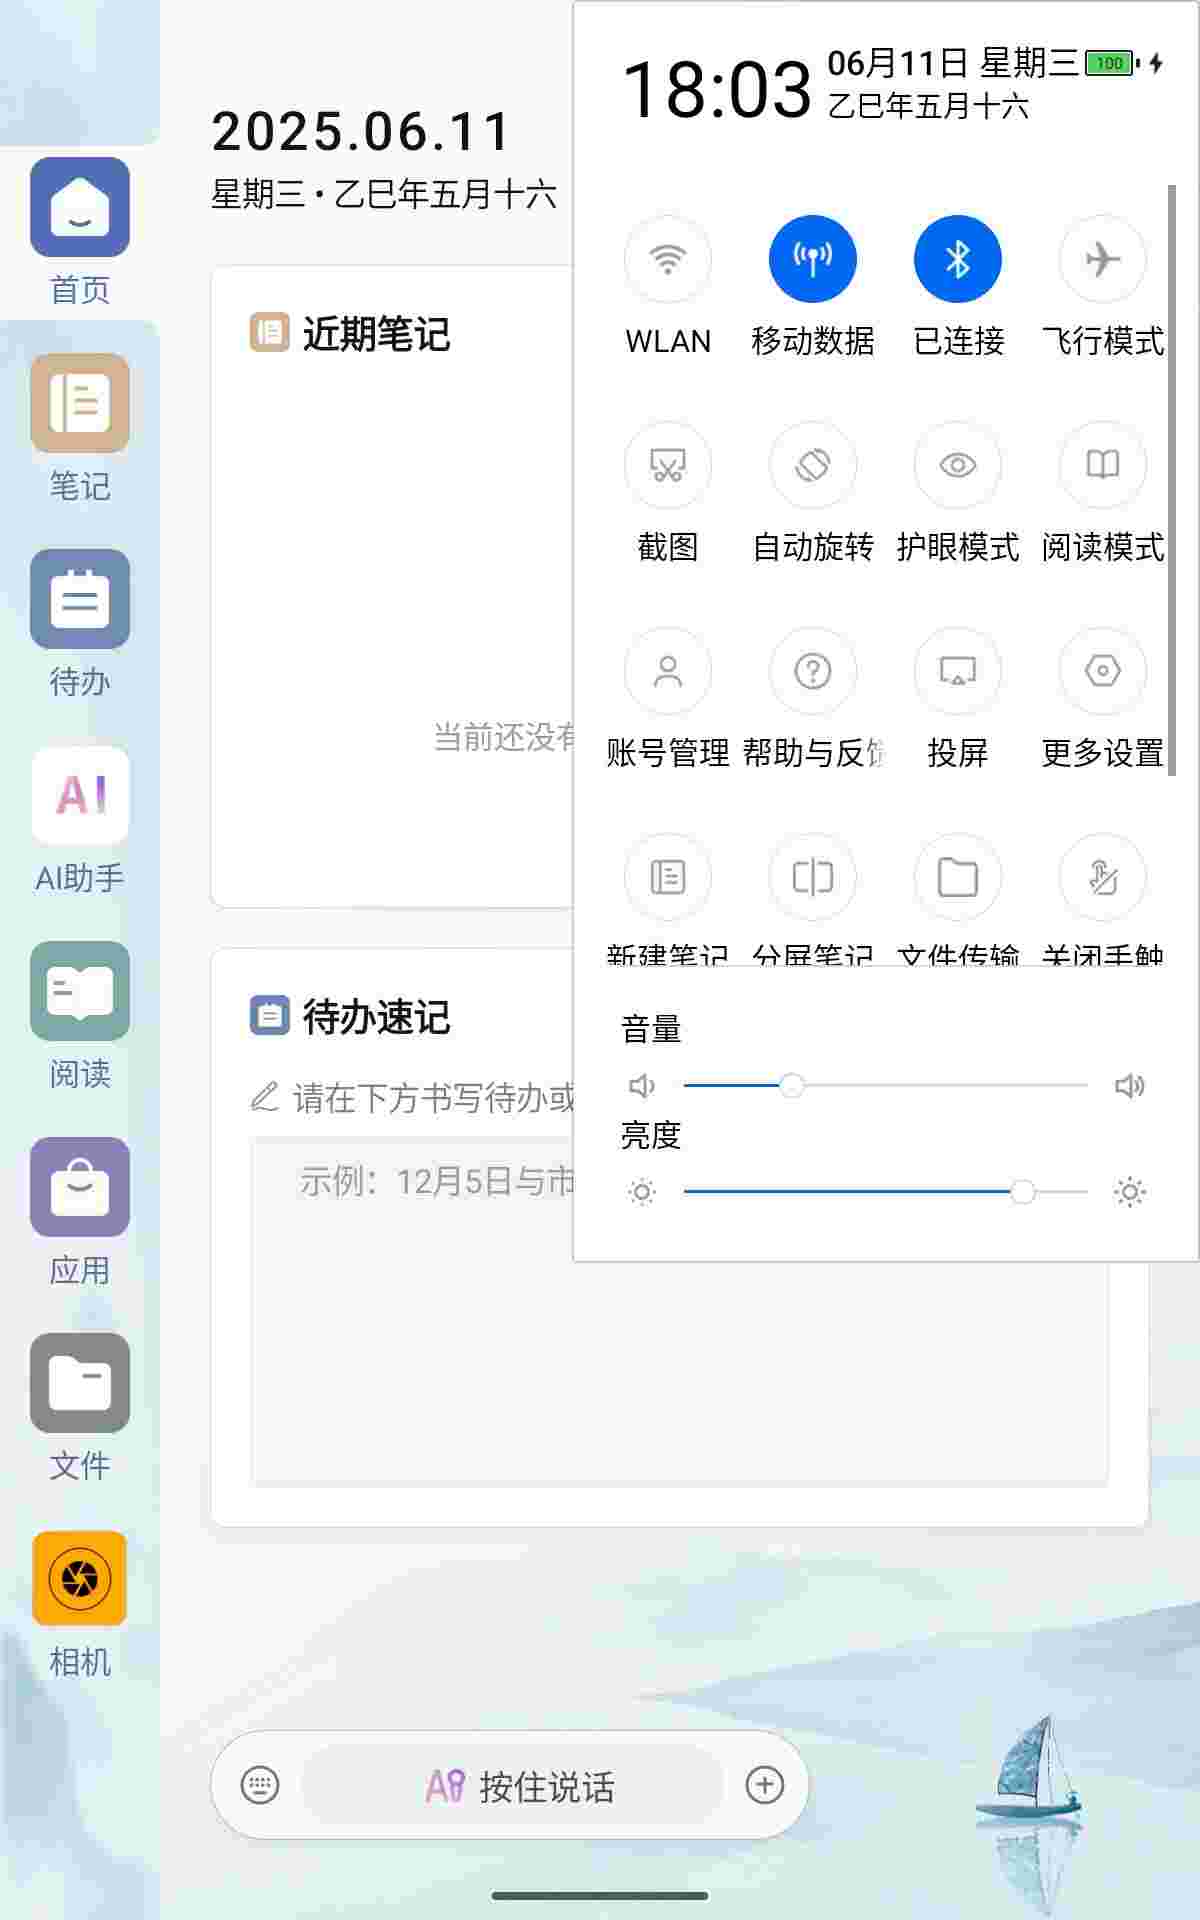 2025.06.11
星期三·乙巳年五月十六
首页
笔记
待办
AI
AI助手
阅读
应用
文件
相机
近期笔记
当前还没有
待办速记
请在下方书写待办或
示例：12月5日与市
AI 按住说话
18:03
06月11日 星期三 100
乙巳年五月十六
WLAN 移动数据 已连接 飞行模式
截图 自动旋转 护眼模式 阅读模式
账号管理 帮助与反馈 投屏 更多设置
新建笔记 分屏笔记 文件传输 关闭手触
音量
亮度